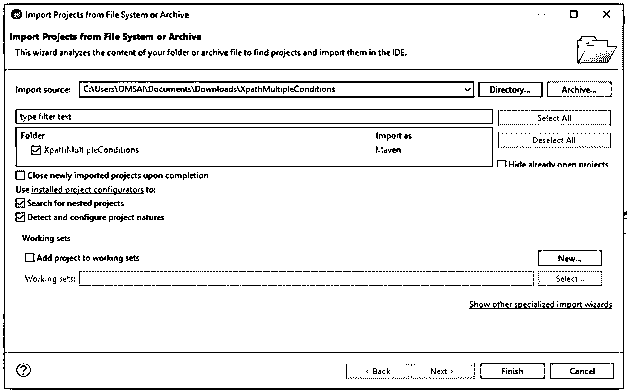 Import Projects from File System or Archive
Import Projects from File System or Archive
This wizard analyzes the content of your folder or archive file to find projects and import them in the IDE.
Import source: C:\Users\OMSAI\Documents\Downloads\XpathMultipleConditions Directory... Archive...
type filter text Select All
Folder Import as Deselect All
XpathMultipleConditions Maven Hide already open projects
Close newly imported projects upon completion
Use installed project configurators to:
Search for nested projects
Detect and configure project natures
Working sets
Add project to working sets New...
Working sets: Select...
Show other specialized import wizards
? < Back Next > Finish Cancel